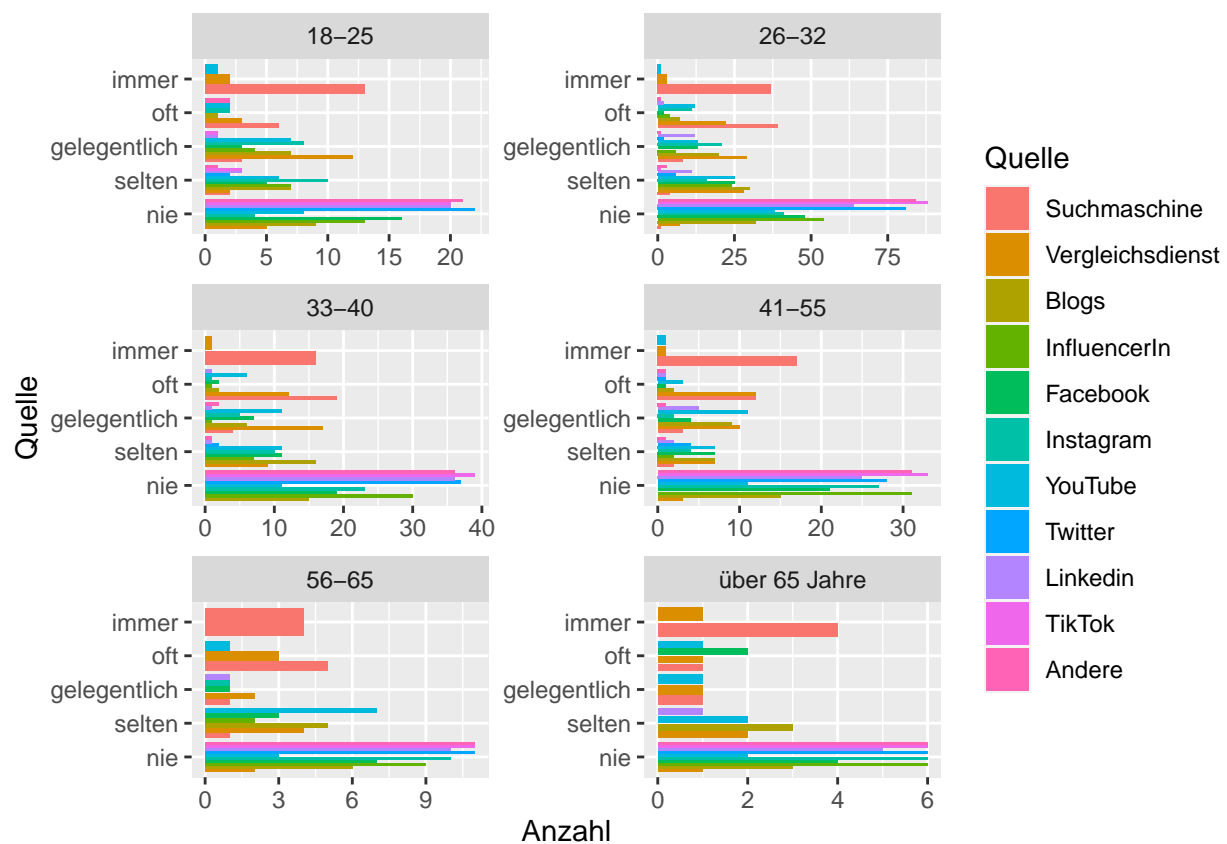 18–25
immer
oft
gelegentlich
selten
nie
0 5 10 15 20
26–32
immer
oft
gelegentlich
selten
nie
0 25 50 75
33–40
immer
oft
gelegentlich
selten
nie
0 10 20 30 40
41–55
immer
oft
gelegentlich
selten
nie
0 10 20 30
56–65
immer
oft
gelegentlich
selten
nie
0 3 6 9
über 65 Jahre
immer
oft
gelegentlich
selten
nie
0 2 4 6
Quelle
Anzahl
Quelle
Suchmaschine
Vergleichsdienst
Blogs
InfluencerIn
Facebook
Instagram
YouTube
Twitter
Linkedin
TikTok
Andere